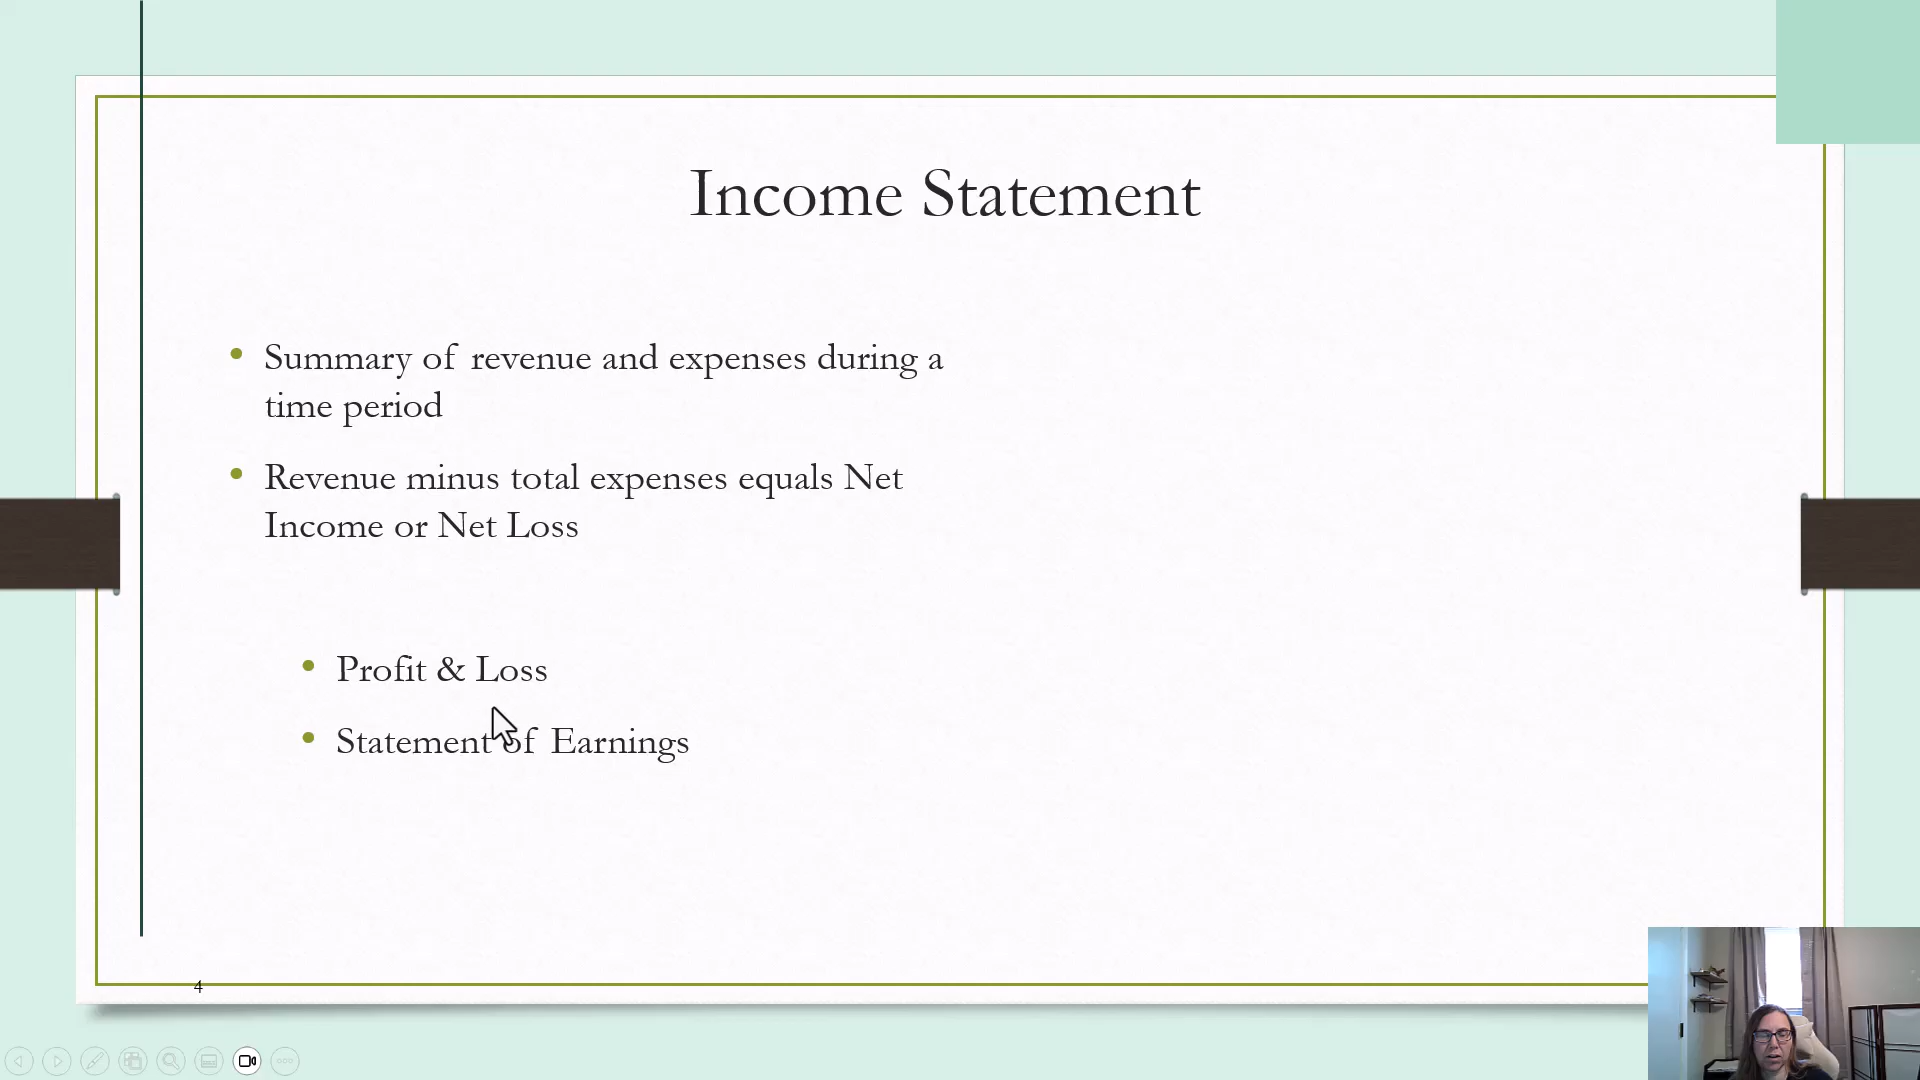 Income Statement
• Summary of revenue and expenses during a
time period
• Revenue minus total expenses equals Net
Income or Net Loss
• Profit & Loss
• Statement of Earnings
4